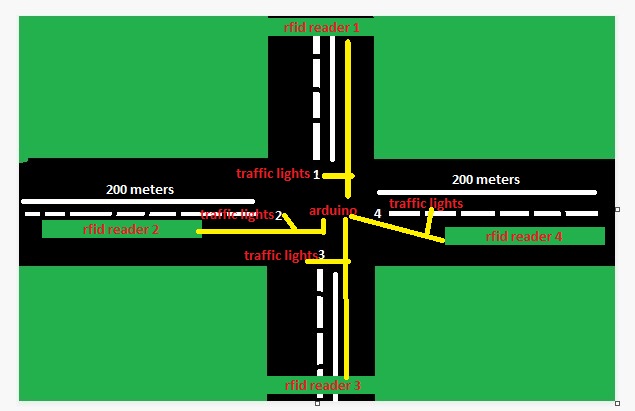 rfid reader 1
traffic lights 1
200 meters
200 meters
traffic lights 2
arduino
4
traffic lights
rfid reader 2
rfid reader 4
traffic lights 3
rfid reader 3